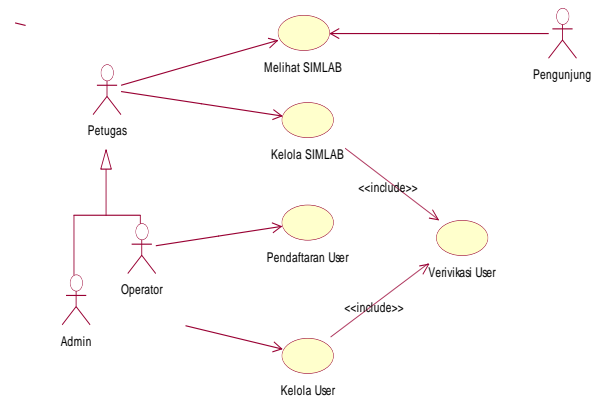 Melihat SIMLAB
Pengunjung
Petugas
Kelola SIMLAB
<<include>>
Pendaftaran User
Verivikasi User
Operator
<<include>>
Admin
Kelola User